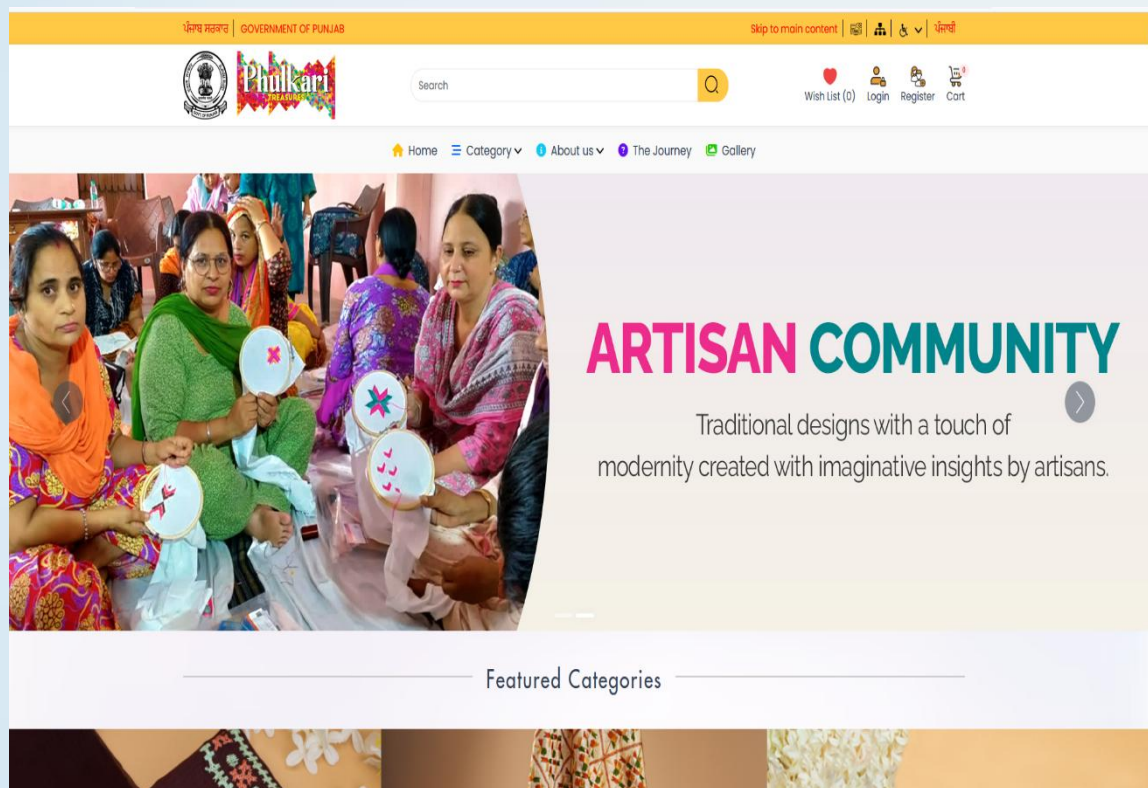 ਪੰਜਾਬ ਸਰਕਾਰ GOVERNMENT OF PUNJAB
Skip to main content ਪੰਜਾਬੀ
Phulkari
TREASURES
Search
Wish List (0) Login Register Cart 0
Home Category About us The Journey Gallery
ARTISAN COMMUNITY
Traditional designs with a touch of
modernity created with imaginative insights by artisans.
Featured Categories